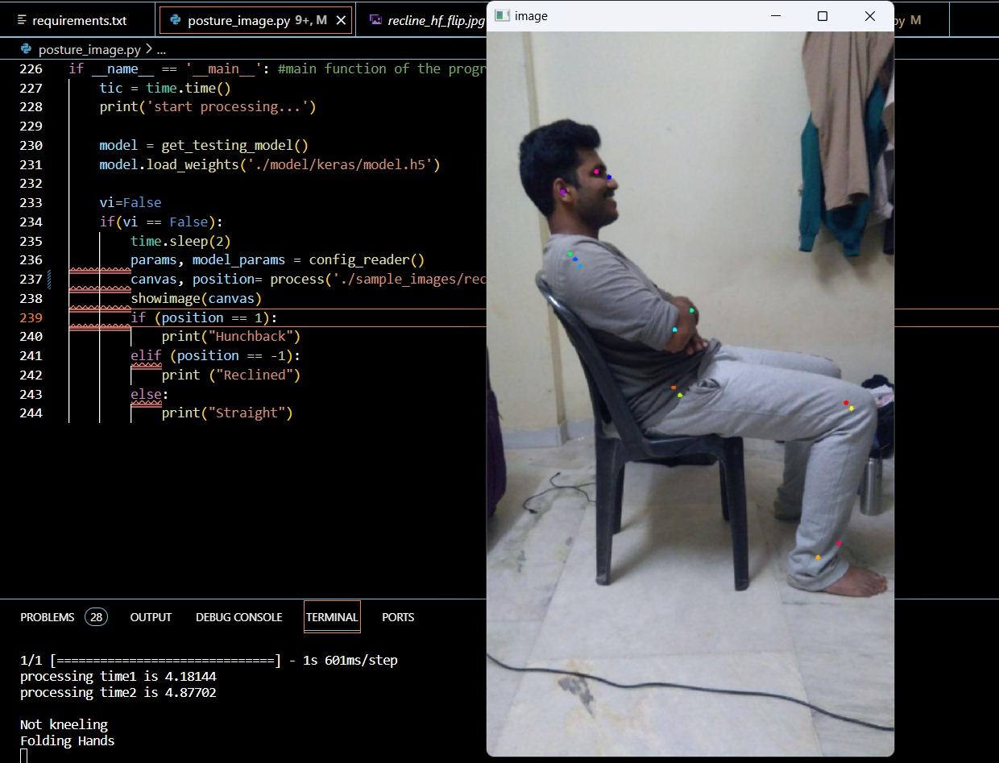 requirements.txt
posture_image.py 9+, M
recline_hf_flip.jpg
image
py M
posture_image.py > ...
226 if __name__ == '__main__': #main function of the progr
227 tic = time.time()
228 print('start processing...')
229
230 model = get_testing_model()
231 model.load_weights('./model/keras/model.h5')
232
233 vi=False
234 if(vi == False):
235 time.sleep(2)
236 params, model_params = config_reader()
237 canvas, position= process('./sample_images/rec
238 showimage(canvas)
239 if (position == 1):
240 print("Hunchback")
241 elif (position == -1):
242 print ("Reclined")
243 else:
244 print("Straight")
PROBLEMS 28 OUTPUT DEBUG CONSOLE TERMINAL PORTS
1/1 [==============================] - 1s 601ms/step
processing time1 is 4.18144
processing time2 is 4.87702
Not kneeling
Folding Hands